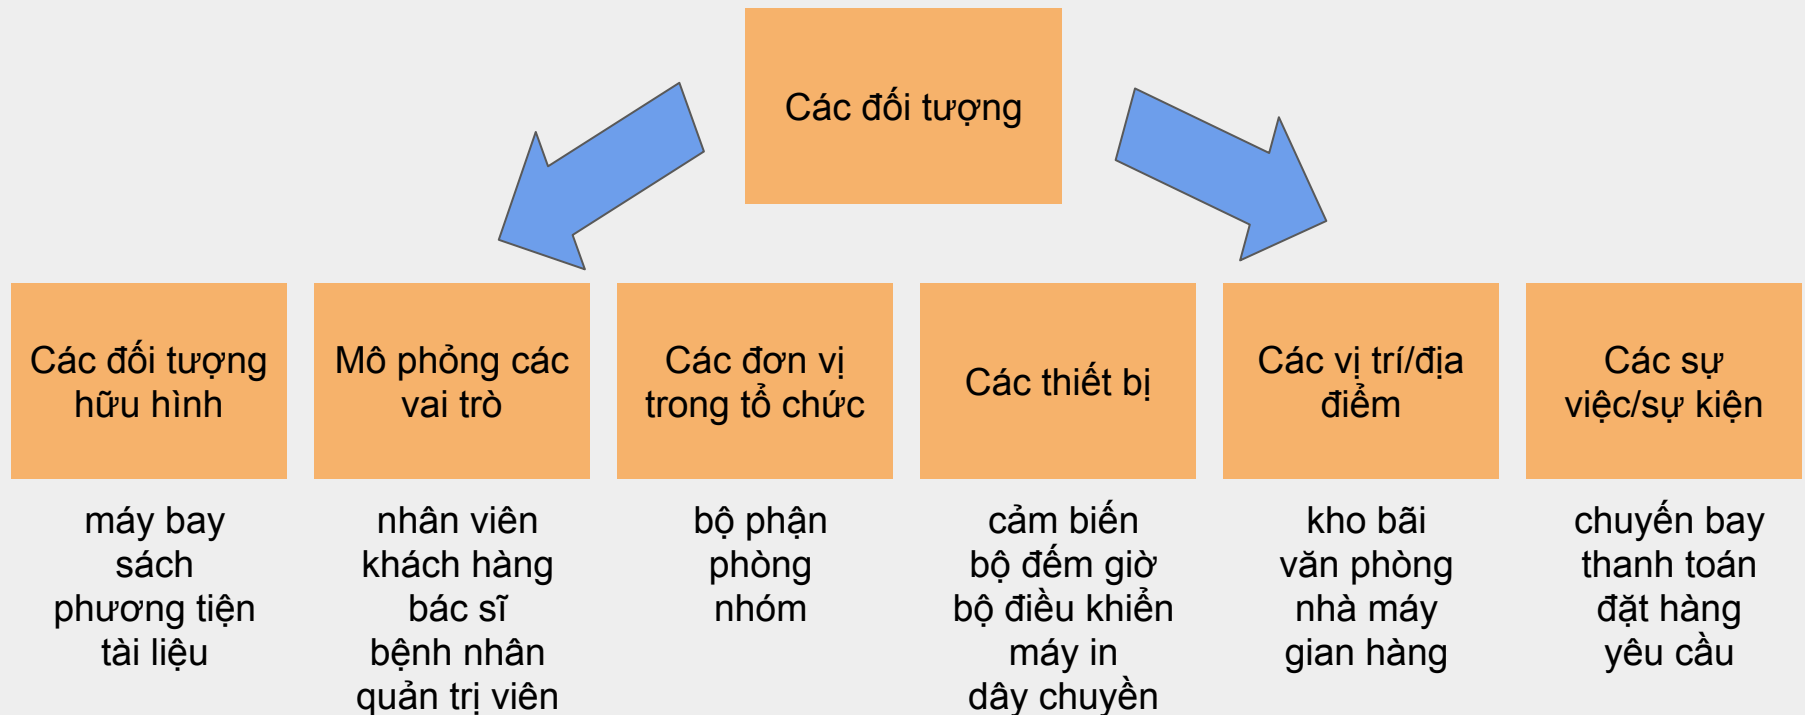 Các đối tượng
Các đối tượng
hữu hình
Mô phỏng các
vai trò
Các đơn vị
trong tổ chức
Các thiết bị
Các vị trí/địa
điểm
Các sự
việc/sự kiện
máy bay
sách
phương tiện
tài liệu
nhân viên
khách hàng
bác sĩ
bệnh nhân
quản trị viên
bộ phận
phòng
nhóm
cảm biến
bộ đếm giờ
bộ điều khiển
máy in
dây chuyền
kho bãi
văn phòng
nhà máy
gian hàng
chuyến bay
thanh toán
đặt hàng
yêu cầu